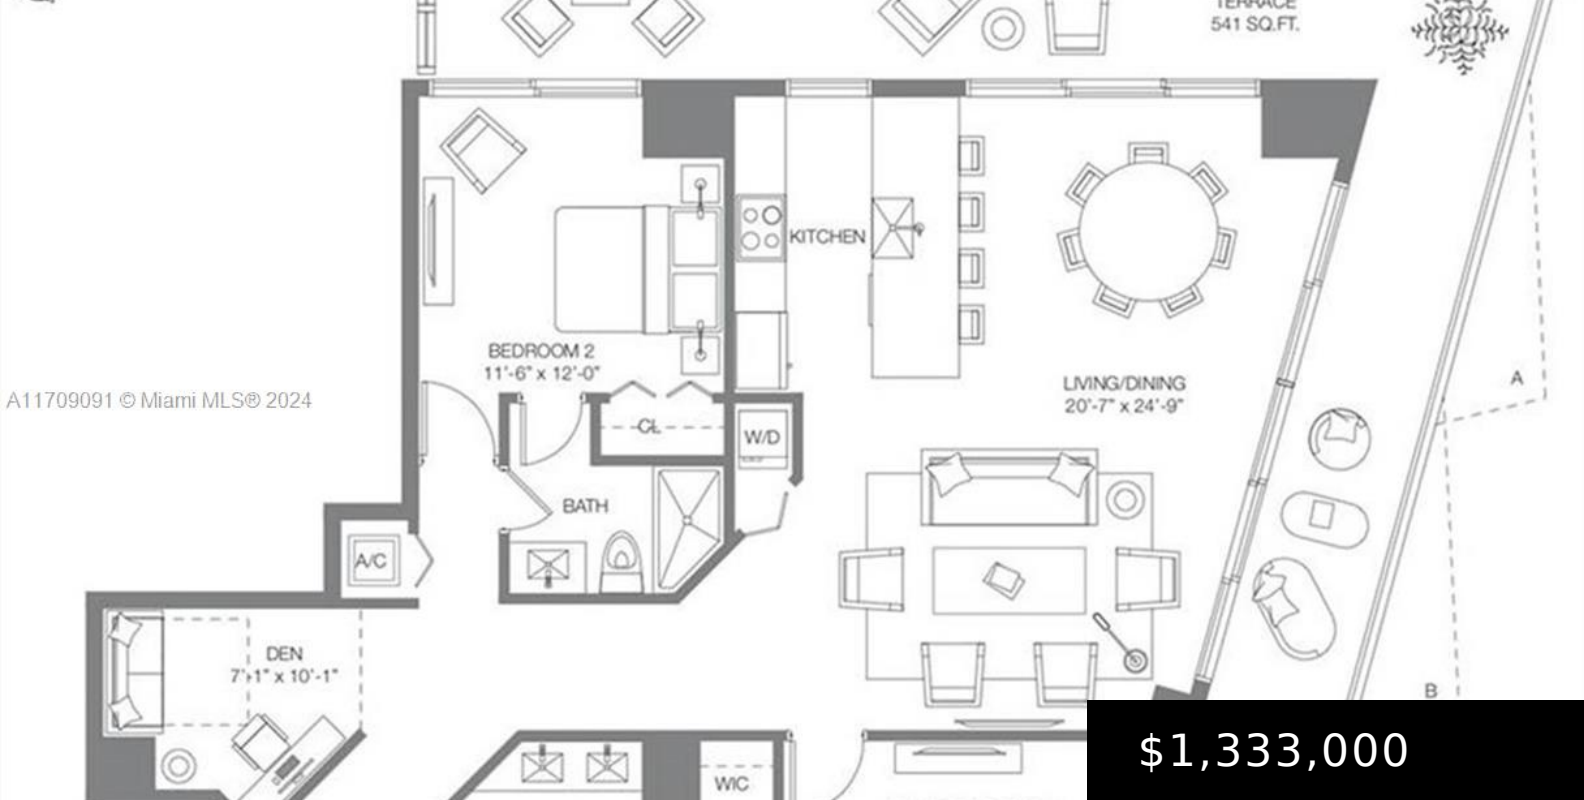 TERRACE
541 SQ.FT.
KITCHEN
BEDROOM 2
11'-6" x 12'-0"
LIVING/DINING
20'-7" x 24'-9"
A
A11709091 © Miami MLS® 2024
CL
W/D
BATH
A/C
DEN
7'-1" x 10'-1"
B
$1,333,000
WIC